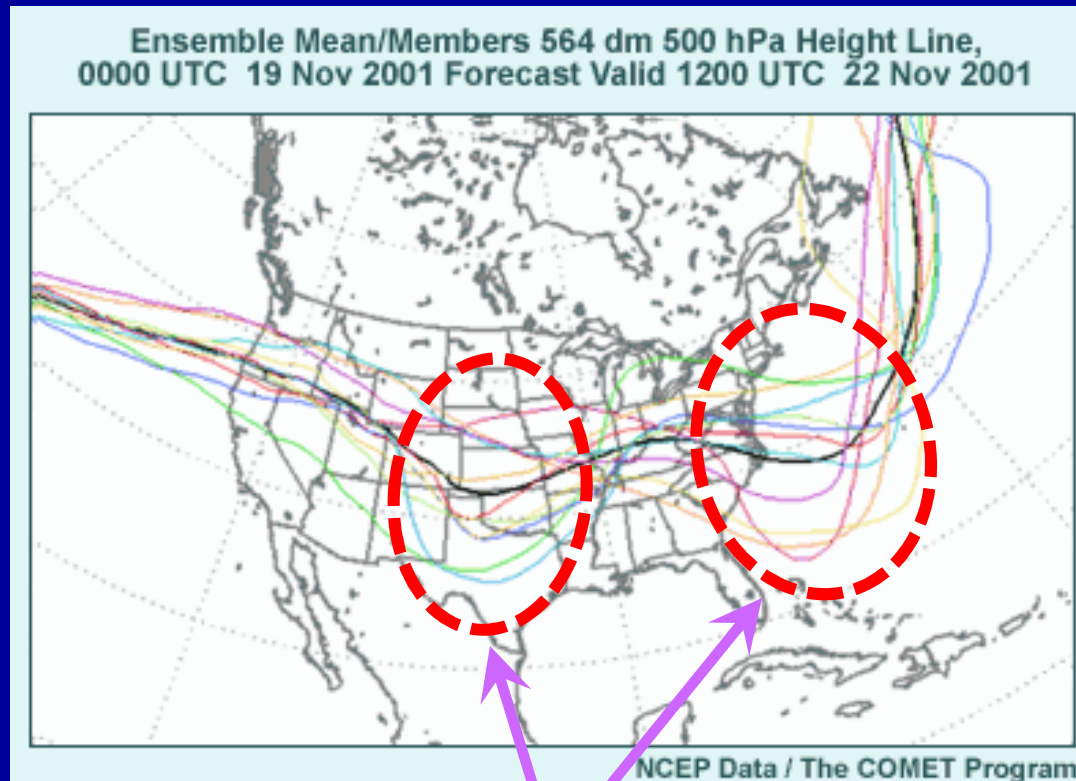 Ensemble Mean/Members 564 dm 500 hPa Height Line,
0000 UTC 19 Nov 2001 Forecast Valid 1200 UTC 22 Nov 2001
NCEP Data / The COMET Program